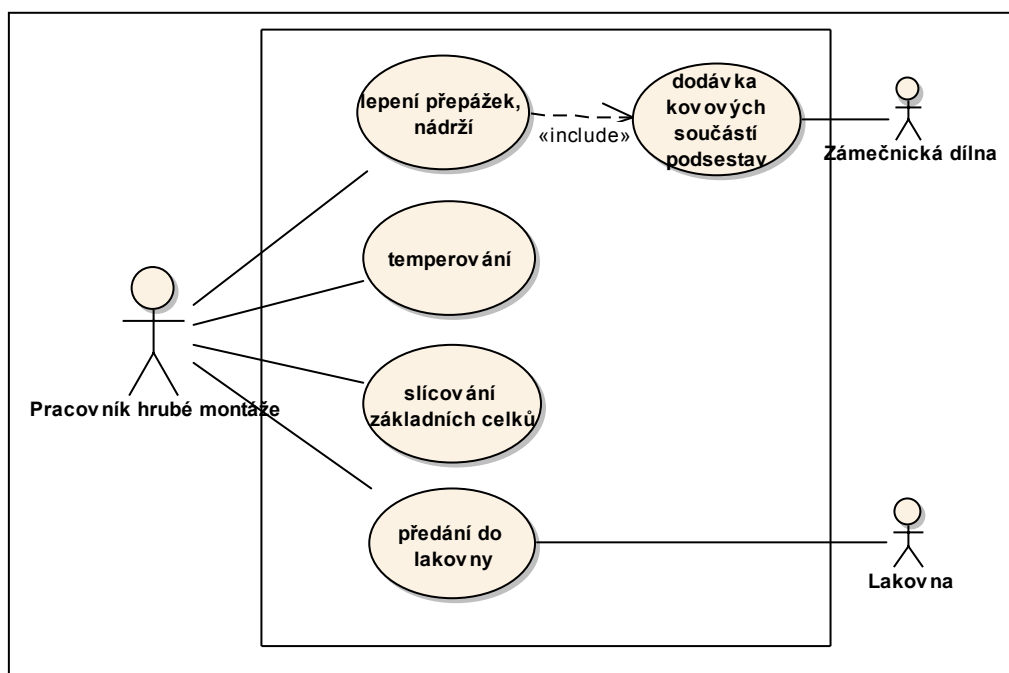 lepení přepážek,
nádrží
«include»
dodávka
kovových
součástí
podsestav
Zámečnická dílna
temperování
Pracovník hrubé montáže
slícování
základních celků
předání do
lakovny
Lakovna